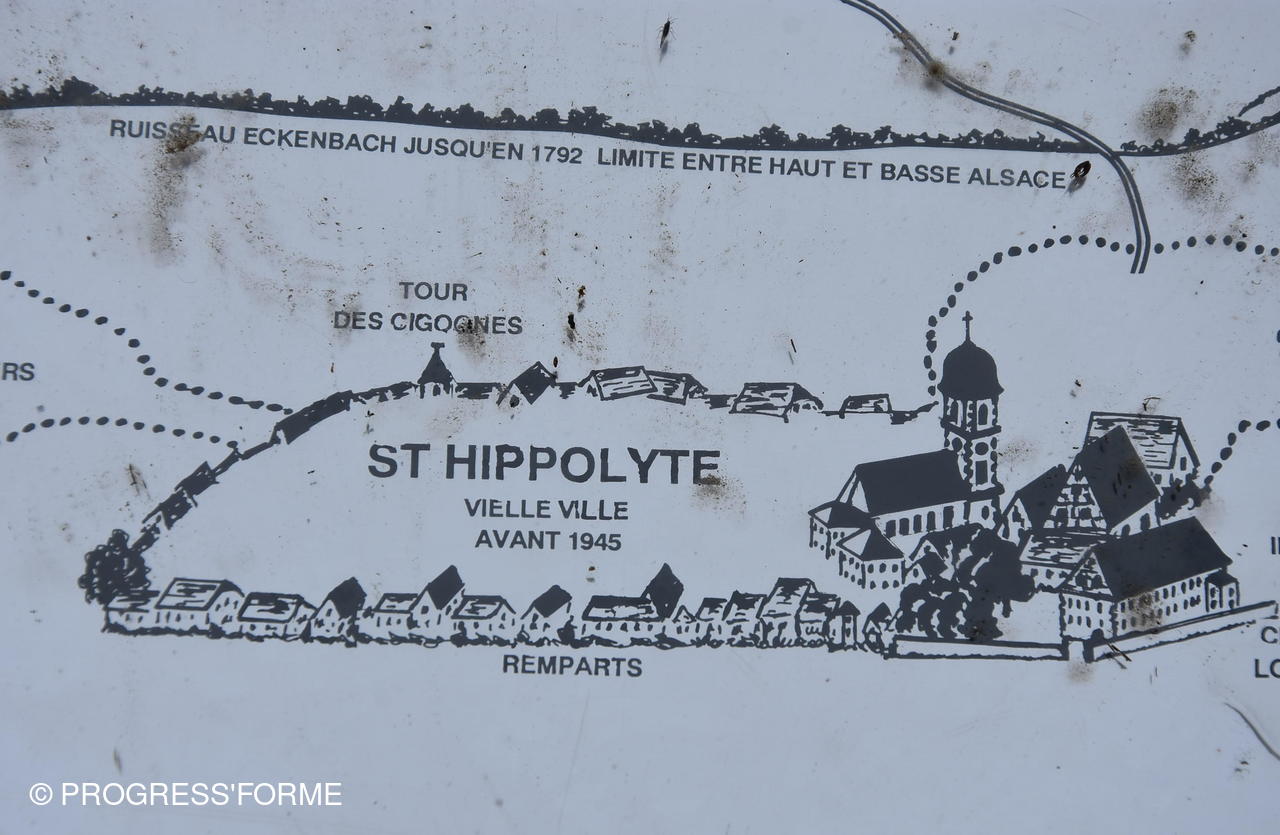 RUISSEAU ECKENBACH JUSQU'EN 1792 LIMITE ENTRE HAUT ET BASSE ALSACE
TOUR
DES CIGOGNES
RS
ST HIPPOLYTE
VIELLE VILLE
AVANT 1945
REMPARTS
C
LO
© PROGRESS'FORME